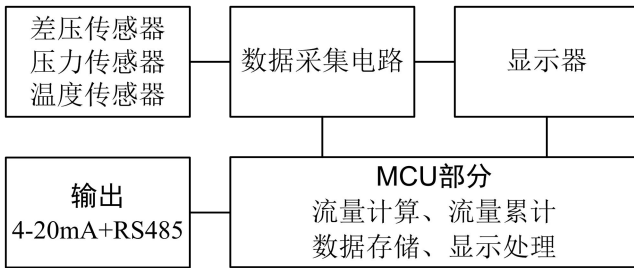 差压传感器
压力传感器
温度传感器
数据采集电路
显示器
输出
4-20mA+RS485
MCU部分
流量计算、流量累计
数据存储、显示处理